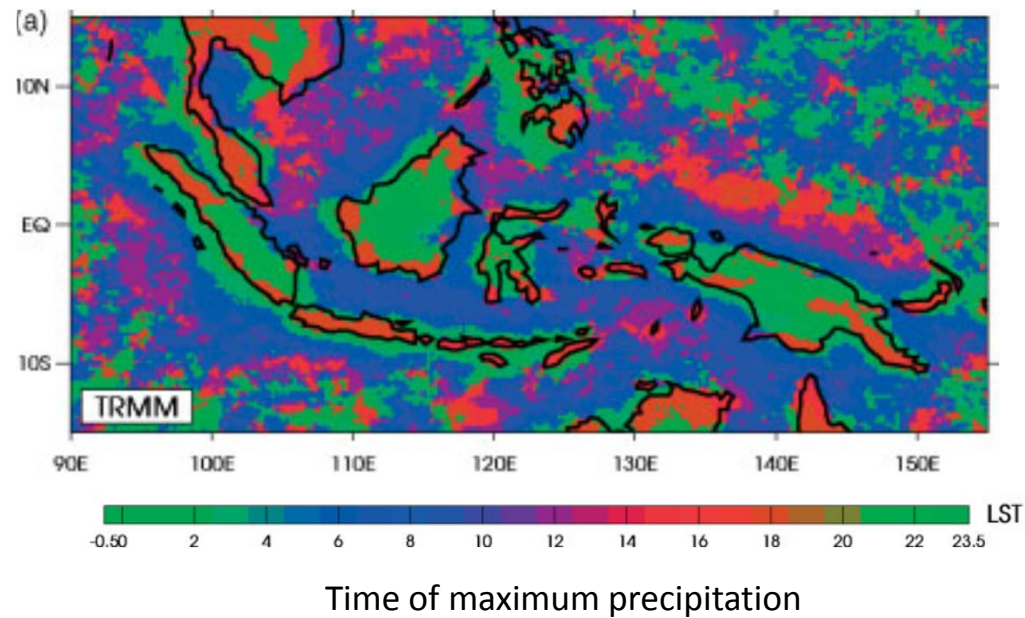 (a)
10N
EQ
10S
TRMM
90E 100E 110E 120E 130E 140E 150E
LST
-0.50 2 4 6 8 10 12 14 16 18 20 22 23.5
Time of maximum precipitation